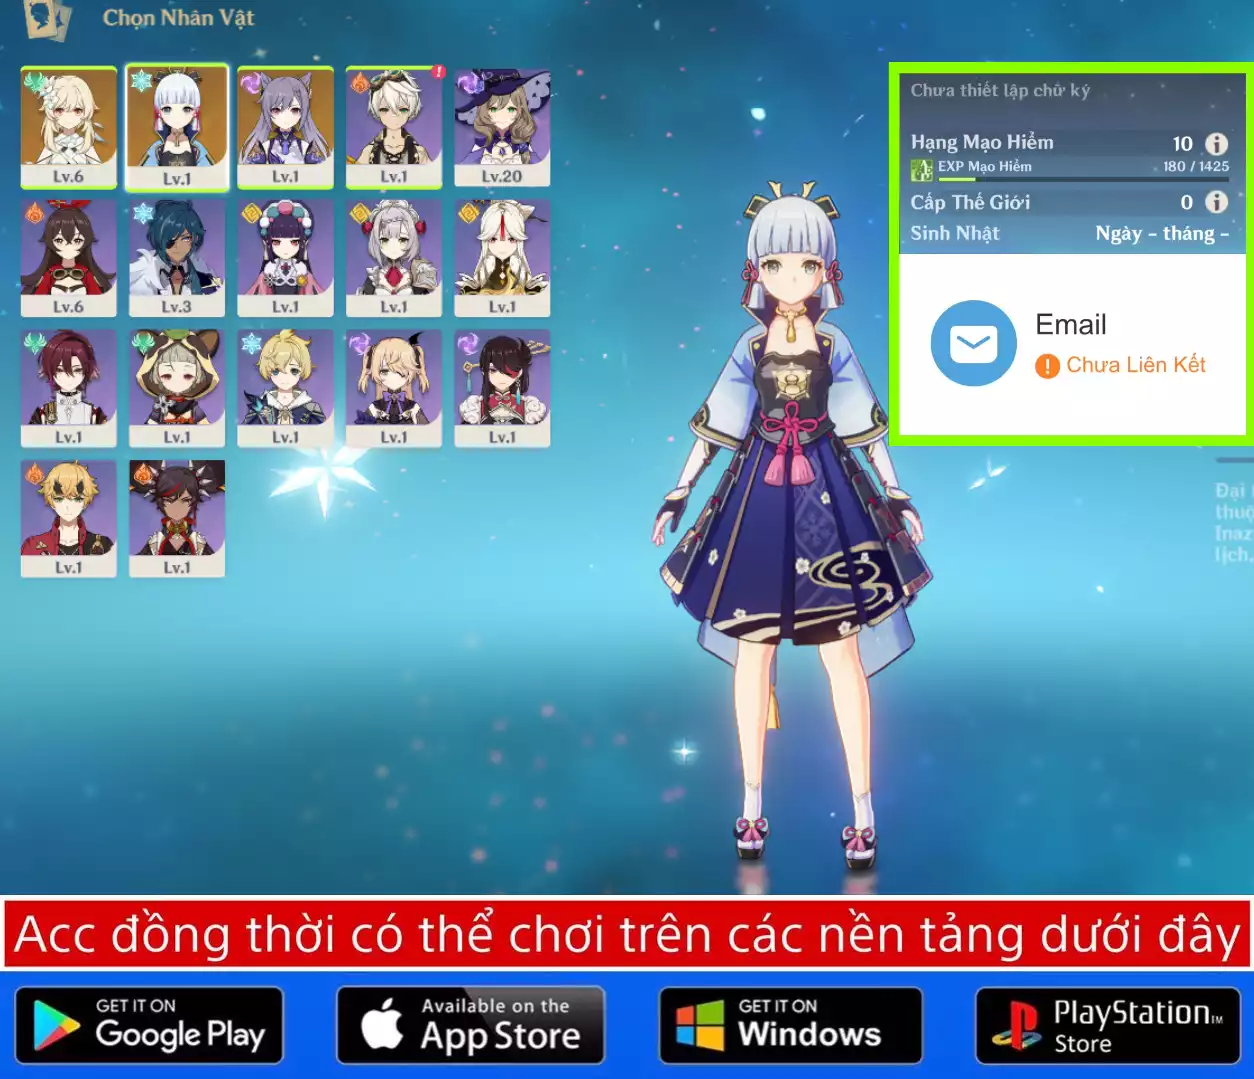 Chọn Nhân Vật
Lv.6
Lv.1
Lv.1
Lv.1
Lv.20
Lv.6
Lv.3
Lv.1
Lv.1
Lv.1
Lv.1
Lv.1
Lv.1
Lv.1
Lv.1
Lv.1
Lv.1
Chưa thiết lập chữ ký
Hạng Mạo Hiểm 10
EXP Mạo Hiểm 180 / 1425
Cấp Thế Giới 0
Sinh Nhật Ngày - tháng -
Email
! Chưa Liên Kết
Đại
Inaz
lịch,
Acc đồng thời có thể chơi trên các nền tảng dưới đây
GET IT ON
Google Play
Available on the
App Store
GET IT ON
Windows
PlayStation TM
Store